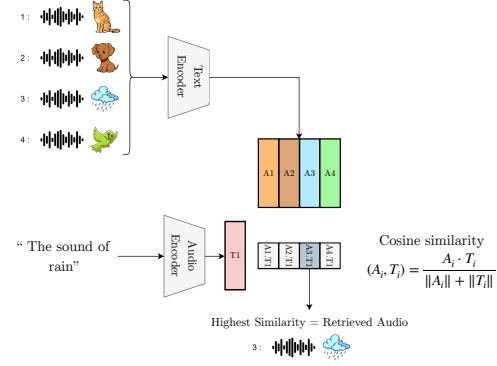 1 :
2 :
3 :
4 :
Text
Encoder
A1 A2 A3 A4
“ The sound of
rain”
Audio
Encoder
T1
A1.T1 A2.T1 A3.T1 A4.T1
Cosine similarity
(A_i, T_i) = A_i · T_i / ‖A_i‖ + ‖T_i‖
Highest Similarity = Retrieved Audio
3 :